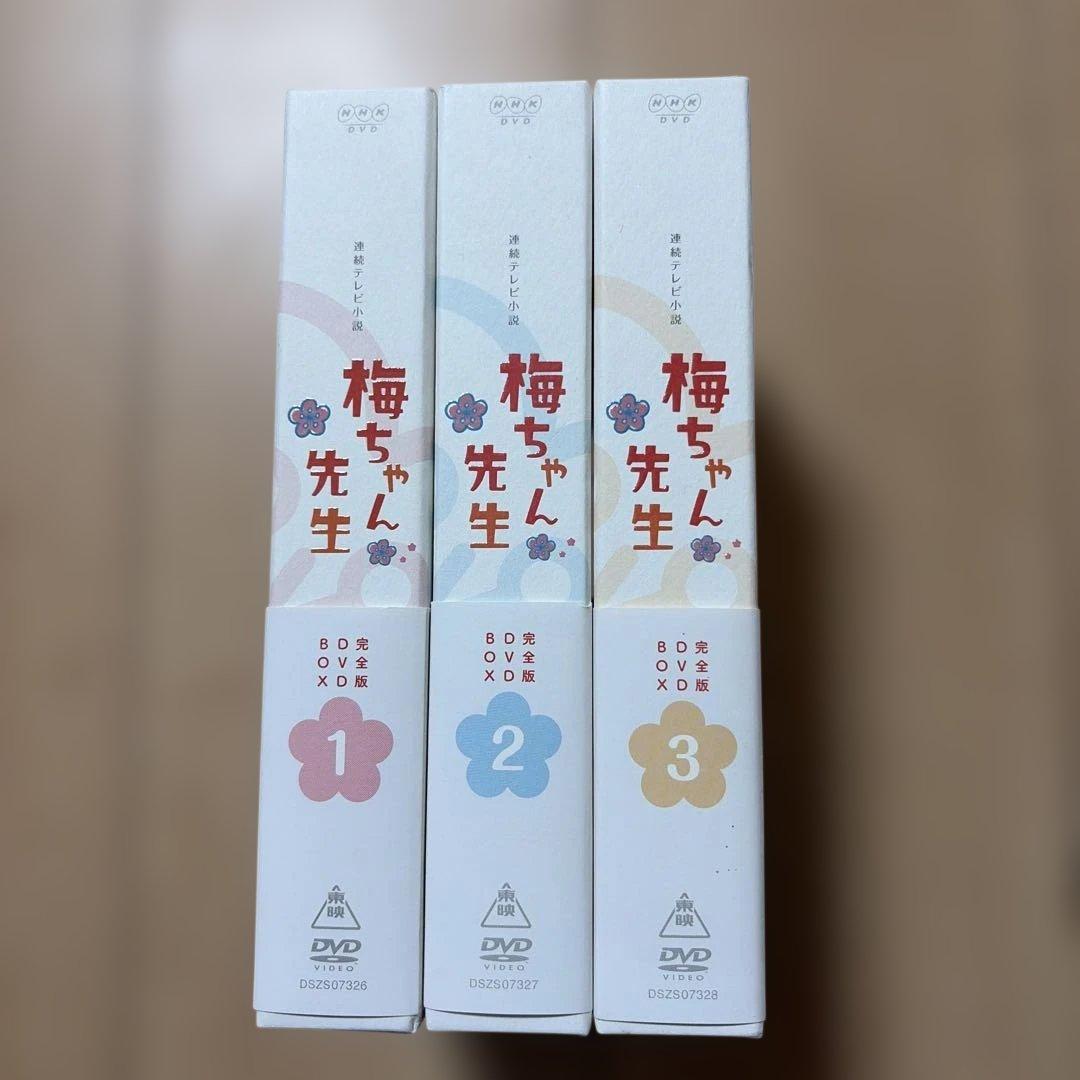 NHK
DVD
連続テレビ小説
梅ちゃん
先生
完全版
DVD
BOX
1
東映
DVD
VIDEO
DSZS07326
NHK
DVD
連続テレビ小説
梅ちゃん
先生
完全版
DVD
BOX
2
東映
DVD
VIDEO
DSZS07327
NHK
DVD
連続テレビ小説
梅ちゃん
先生
完全版
DVD
BOX
3
東映
DVD
VIDEO
DSZS07328